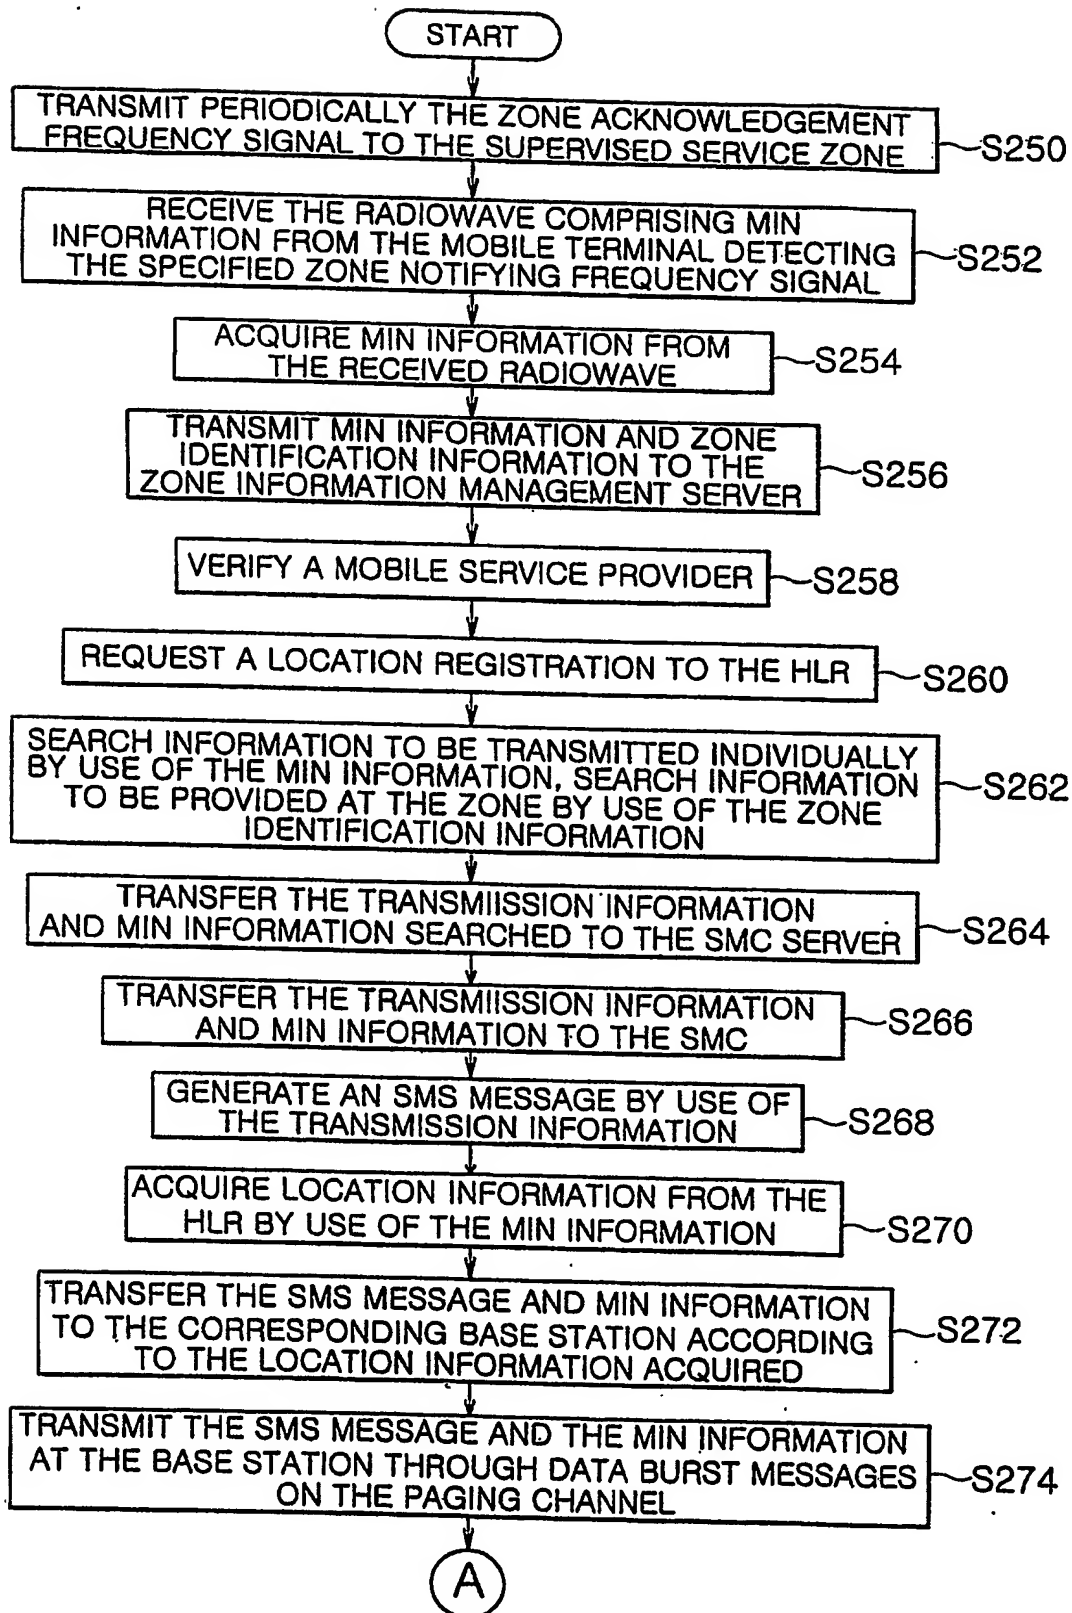 START
TRANSMIT PERIODICALLY THE ZONE ACKNOWLEDGEMENT
FREQUENCY SIGNAL TO THE SUPERVISED SERVICE ZONE
S250
RECEIVE THE RADIOWAVE COMPRISING MIN
INFORMATION FROM THE MOBILE TERMINAL DETECTING
THE SPECIFIED ZONE NOTIFYING FREQUENCY SIGNAL
S252
ACQUIRE MIN INFORMATION FROM
THE RECEIVED RADIOWAVE
S254
TRANSMIT MIN INFORMATION AND ZONE
IDENTIFICATION INFORMATION TO THE
ZONE INFORMATION MANAGEMENT SERVER
S256
VERIFY A MOBILE SERVICE PROVIDER
S258
REQUEST A LOCATION REGISTRATION TO THE HLR
S260
SEARCH INFORMATION TO BE TRANSMITTED INDIVIDUALLY
BY USE OF THE MIN INFORMATION, SEARCH INFORMATION
TO BE PROVIDED AT THE ZONE BY USE OF THE ZONE
IDENTIFICATION INFORMATION
S262
TRANSFER THE TRANSMIISSION INFORMATION
AND MIN INFORMATION SEARCHED TO THE SMC SERVER
S264
TRANSFER THE TRANSMIISSION INFORMATION
AND MIN INFORMATION TO THE SMC
S266
GENERATE AN SMS MESSAGE BY USE OF
THE TRANSMISSION INFORMATION
S268
ACQUIRE LOCATION INFORMATION FROM THE
HLR BY USE OF THE MIN INFORMATION
S270
TRANSFER THE SMS MESSAGE AND MIN INFORMATION
TO THE CORRESPONDING BASE STATION ACCORDING
TO THE LOCATION INFORMATION ACQUIRED
S272
TRANSMIT THE SMS MESSAGE AND THE MIN INFORMATION
AT THE BASE STATION THROUGH DATA BURST MESSAGES
ON THE PAGING CHANNEL
S274
A